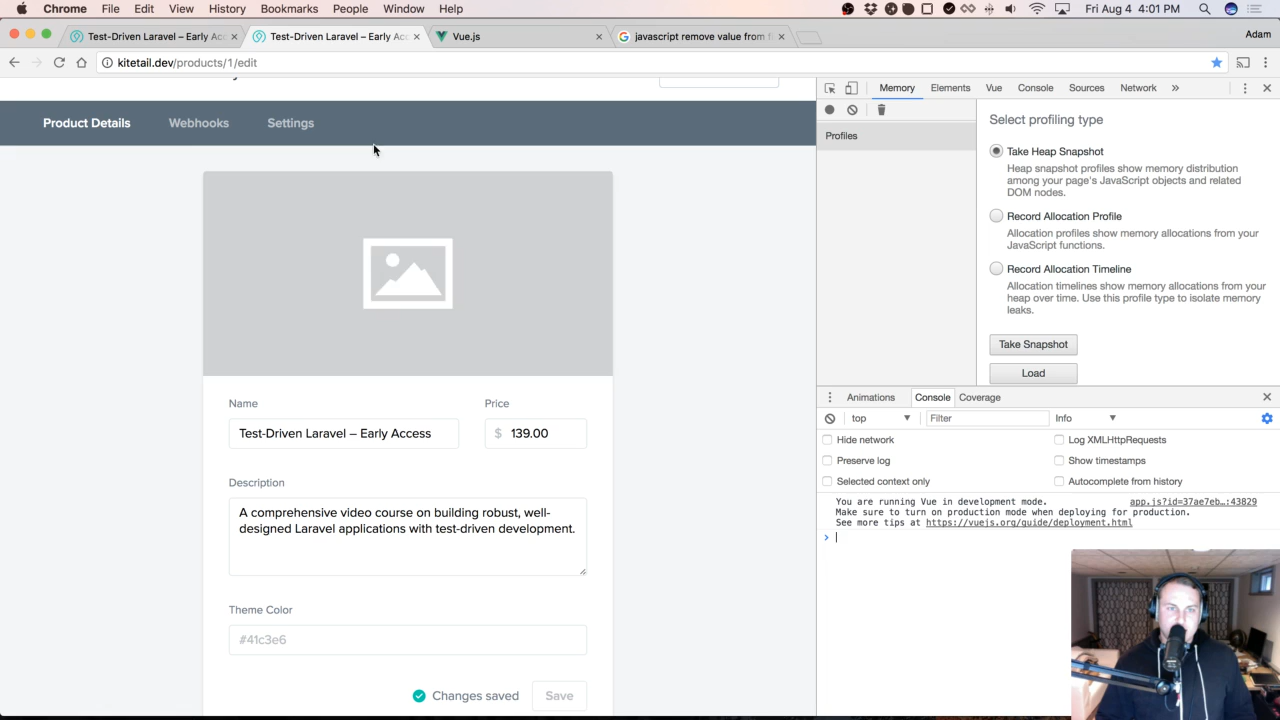 Chrome File Edit View History Bookmarks People Window Help Fri Aug 4 4:01 PM
Test-Driven Laravel – Early Acc
Test-Driven Laravel – Early Acc
Vue.js
javascript remove value from
Adam
kitetail.dev/products/1/edit
Product Details Webhooks Settings
Name
Test-Driven Laravel – Early Access
Price
$ 139.00
Description
A comprehensive video course on building robust, well-
designed Laravel applications with test-driven development.
Theme Color
#41c3e6
Changes saved
Save
Memory Elements Vue Console Sources Network »
Profiles
Select profiling type
Take Heap Snapshot
Heap snapshot profiles show memory distribution
among your page's JavaScript objects and related
DOM nodes.
Record Allocation Profile
Allocation profiles show memory allocations from your
JavaScript functions.
Record Allocation Timeline
Allocation timelines show memory allocations from your
heap over time. Use this profile type to isolate memory
leaks.
Take Snapshot
Load
Animations Console Coverage
top Filter Info
Hide network Log XMLHttpRequests
Preserve log Show timestamps
Selected context only Autocomplete from history
You are running Vue in development mode. app.js?id=37ae7eb…:43829
Make sure to turn on production mode when deploying for production.
See more tips at https://vuejs.org/guide/deployment.html